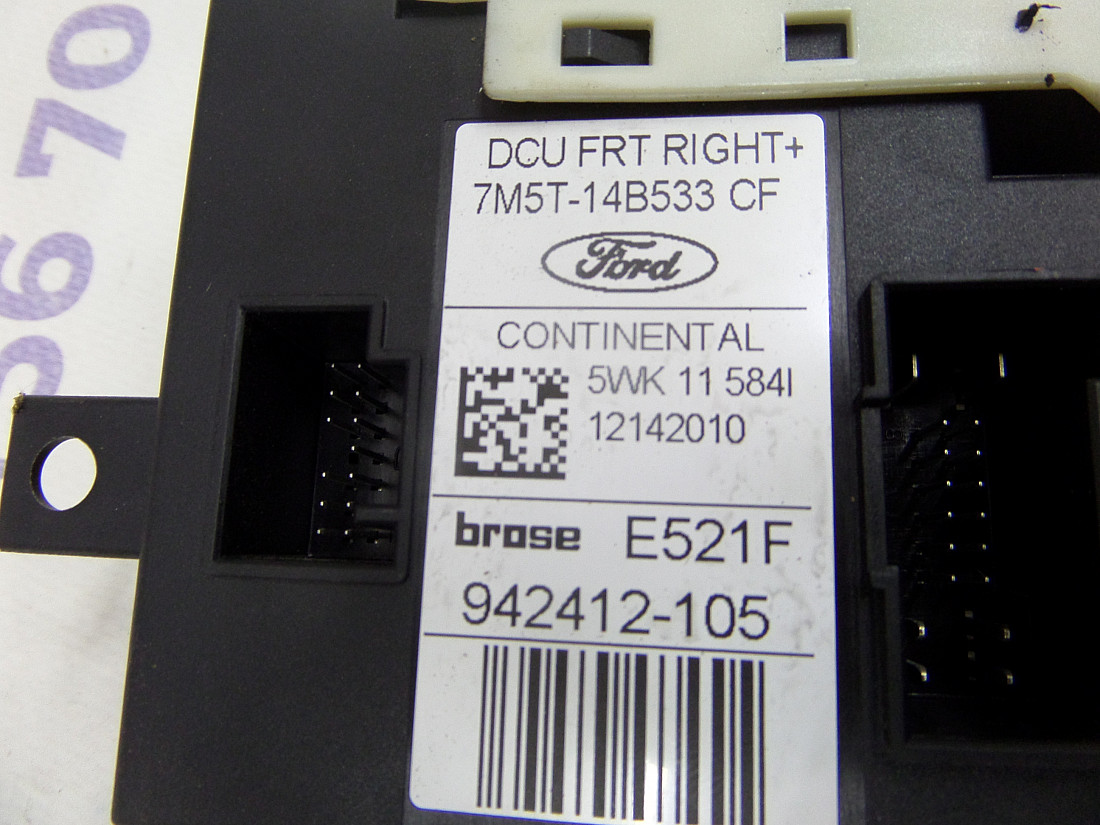 DCU FRT RIGHT+
7M5T-14B533 CF
Ford
CONTINENTAL
5WK 11 584I
12142010
brose E521F
942412-105